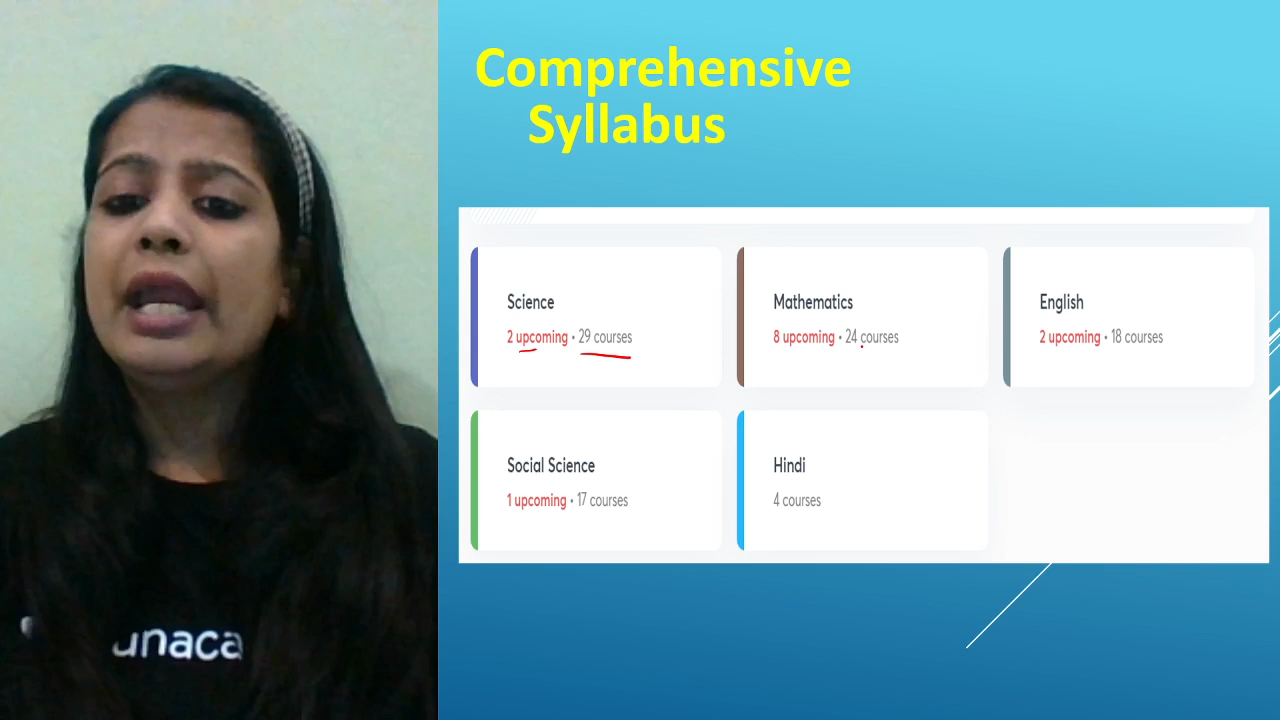 Comprehensive
Syllabus
Science
2 upcoming • 29 courses
Mathematics
8 upcoming • 24 courses
English
2 upcoming • 18 courses
Social Science
1 upcoming • 17 courses
Hindi
4 courses
unaca